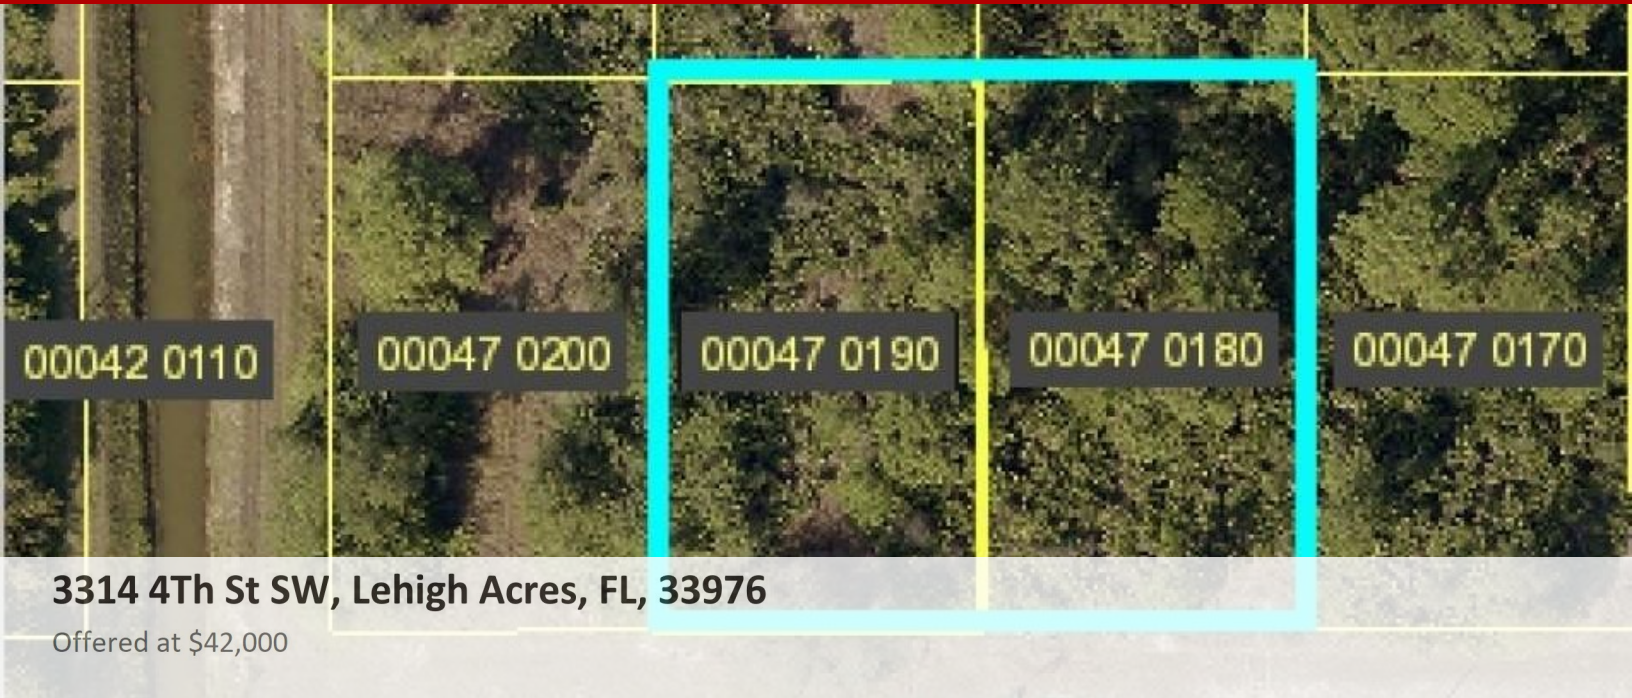 00042 0110
00047 0200
00047 0190
00047 0180
00047 0170
3314 4Th St SW, Lehigh Acres, FL, 33976
Offered at $42,000